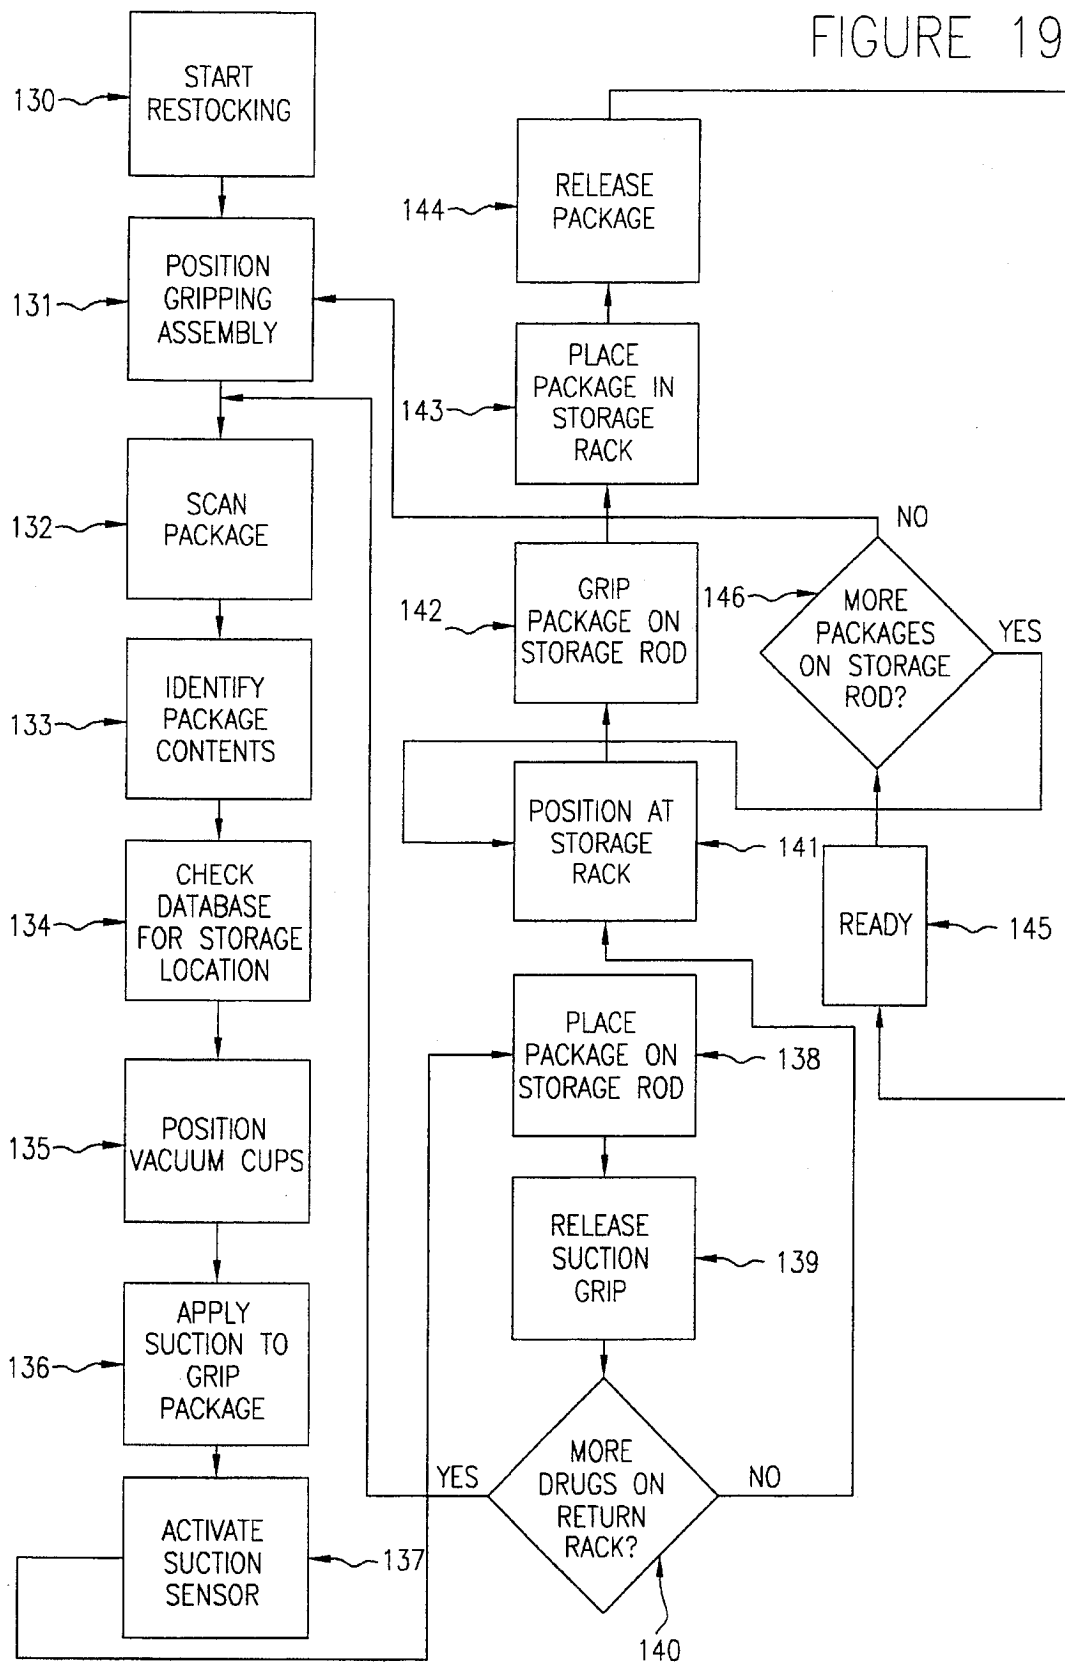 FIGURE 19
130
START
RESTOCKING
131
POSITION
GRIPPING
ASSEMBLY
132
SCAN
PACKAGE
133
IDENTIFY
PACKAGE
CONTENTS
134
CHECK
DATABASE
FOR STORAGE
LOCATION
135
POSITION
VACUUM CUPS
136
APPLY
SUCTION TO
GRIP
PACKAGE
ACTIVATE
SUCTION
SENSOR
137
PLACE
PACKAGE ON
STORAGE ROD
138
RELEASE
SUCTION
GRIP
139
YES
MORE
DRUGS ON
RETURN
RACK?
NO
140
POSITION AT
STORAGE
RACK
141
142
GRIP
PACKAGE ON
STORAGE ROD
143
PLACE
PACKAGE IN
STORAGE
RACK
144
RELEASE
PACKAGE
READY
145
146
NO
MORE
PACKAGES
ON STORAGE
ROD?
YES